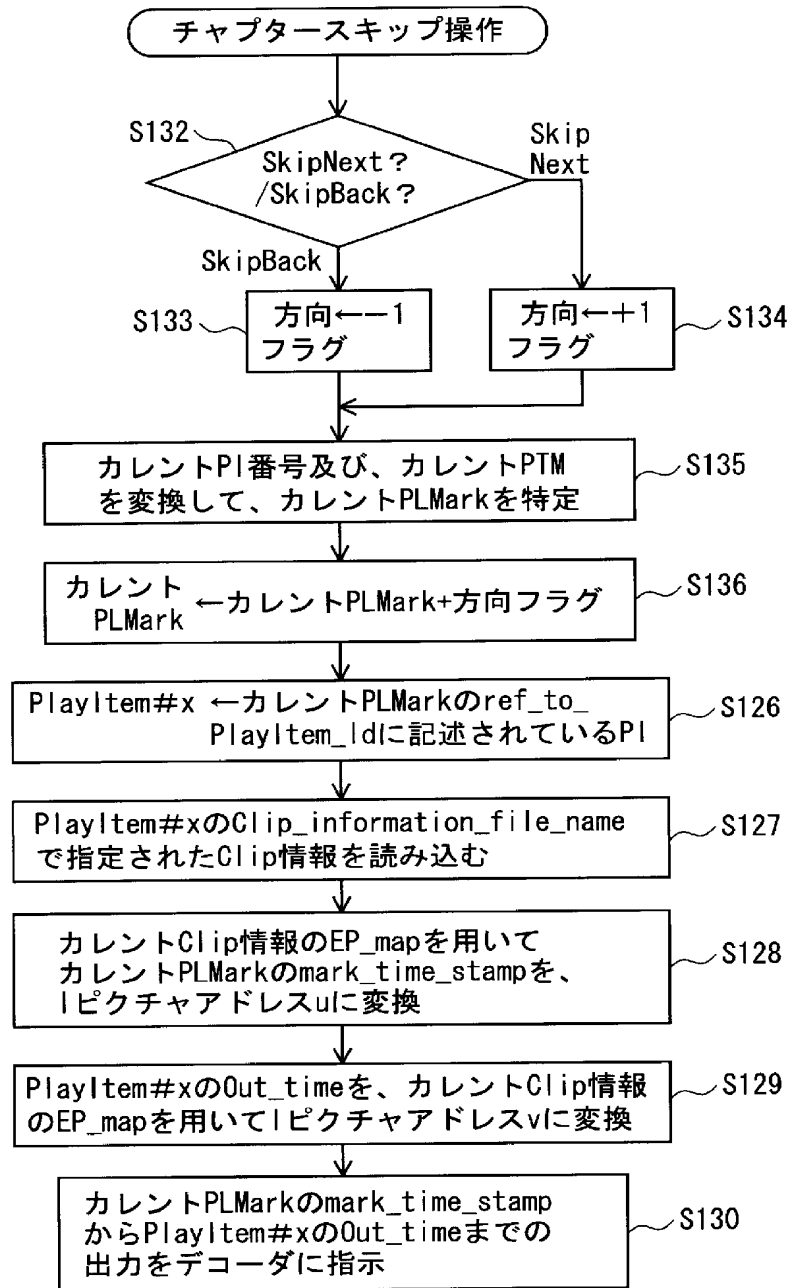 チャプタースキップ操作
S132
SkipNext?
/SkipBack?
Skip
Next
SkipBack
S133
方向←−1
フラグ
方向←+1
フラグ
S134
カレントPI番号及び、カレントPTM
を変換して、カレントPLMarkを特定
S135
カレント
PLMark ←カレントPLMark+方向フラグ
S136
PlayItem#x ←カレントPLMarkのref_to_
PlayItem_Idに記述されているPI
S126
PlayItem#xのClip_information_file_name
で指定されたClip情報を読み込む
S127
カレントClip情報のEP_mapを用いて
カレントPLMarkのmark_time_stampを、
Iピクチャアドレスuに変換
S128
PlayItem#xのOut_timeを、カレントClip情報
のEP_mapを用いてIピクチャアドレスvに変換
S129
カレントPLMarkのmark_time_stamp
からPlayItem#xのOut_timeまでの
出力をデコーダに指示
S130